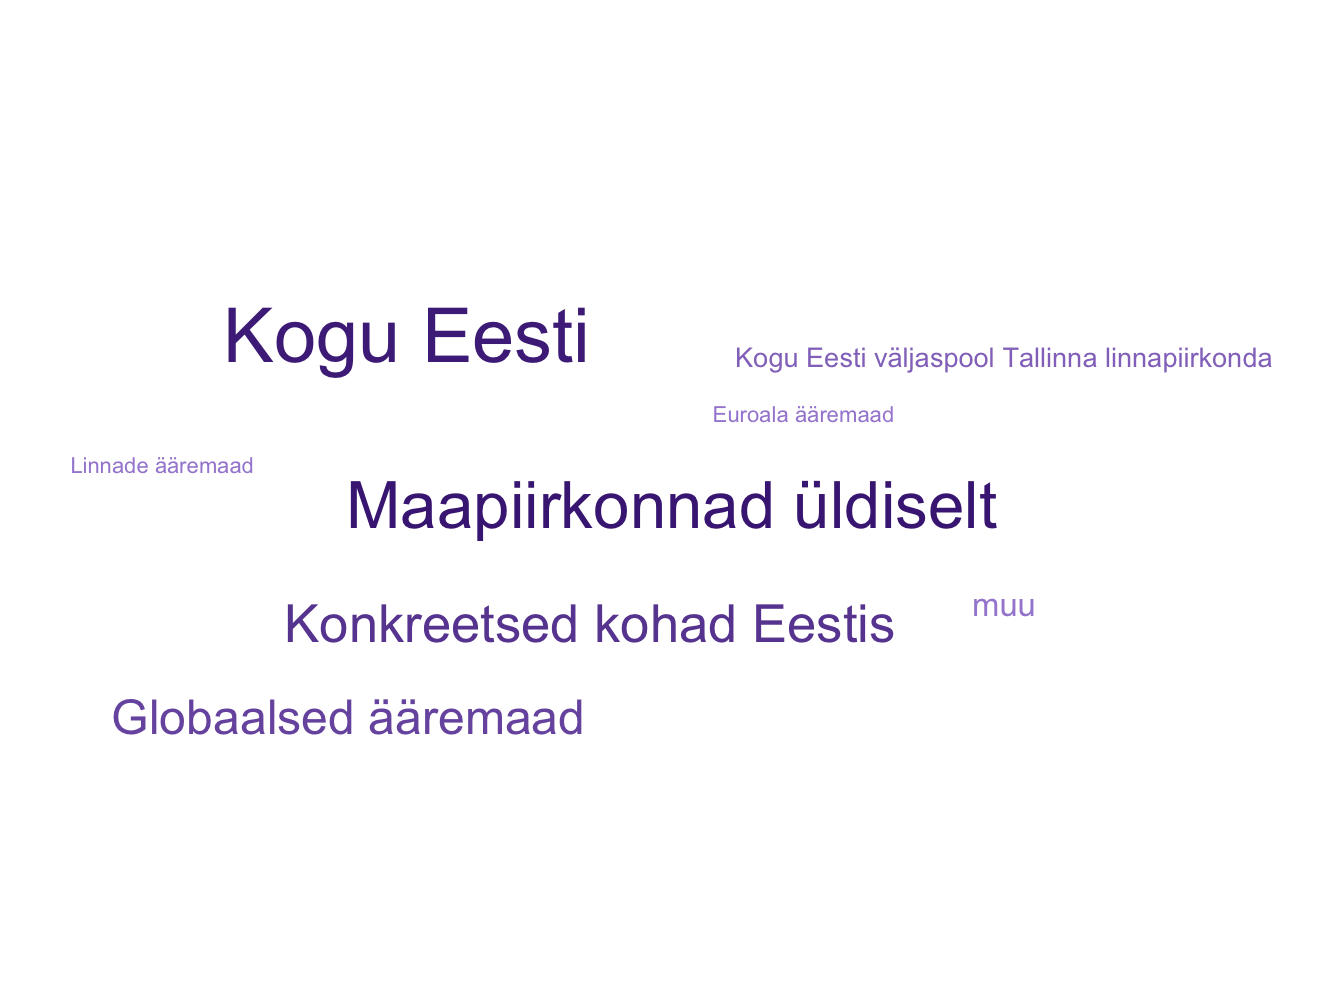 Kogu Eesti
Kogu Eesti väljaspool Tallinna linnapiirkonda
Euroala ääremaad
Linnade ääremaad
Maapiirkonnad üldiselt
Konkreetsed kohad Eestis
muu
Globaalsed ääremaad